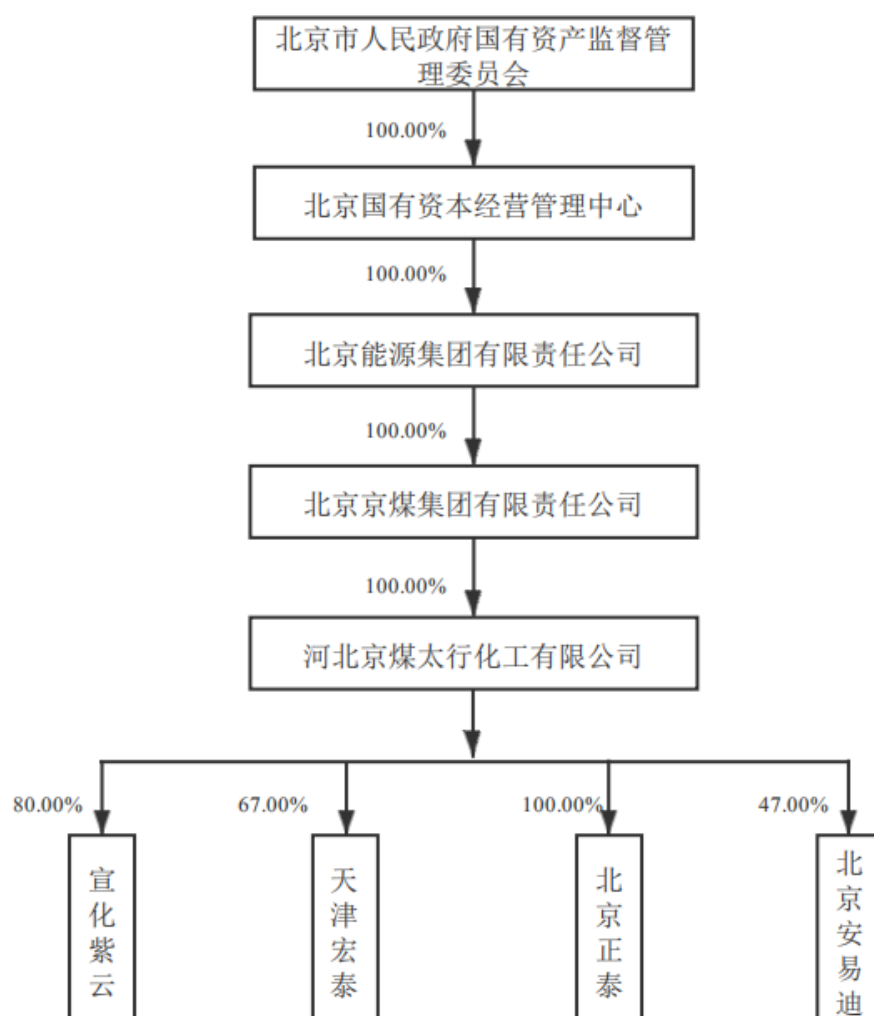 北京市人民政府国有资产监督管
理委员会
100.00%
北京国有资本经营管理中心
100.00%
北京能源集团有限责任公司
100.00%
北京京煤集团有限责任公司
100.00%
河北京煤太行化工有限公司
80.00%
67.00%
100.00%
47.00%
宣化紫云
天津宏泰
北京正泰
北京安易迪